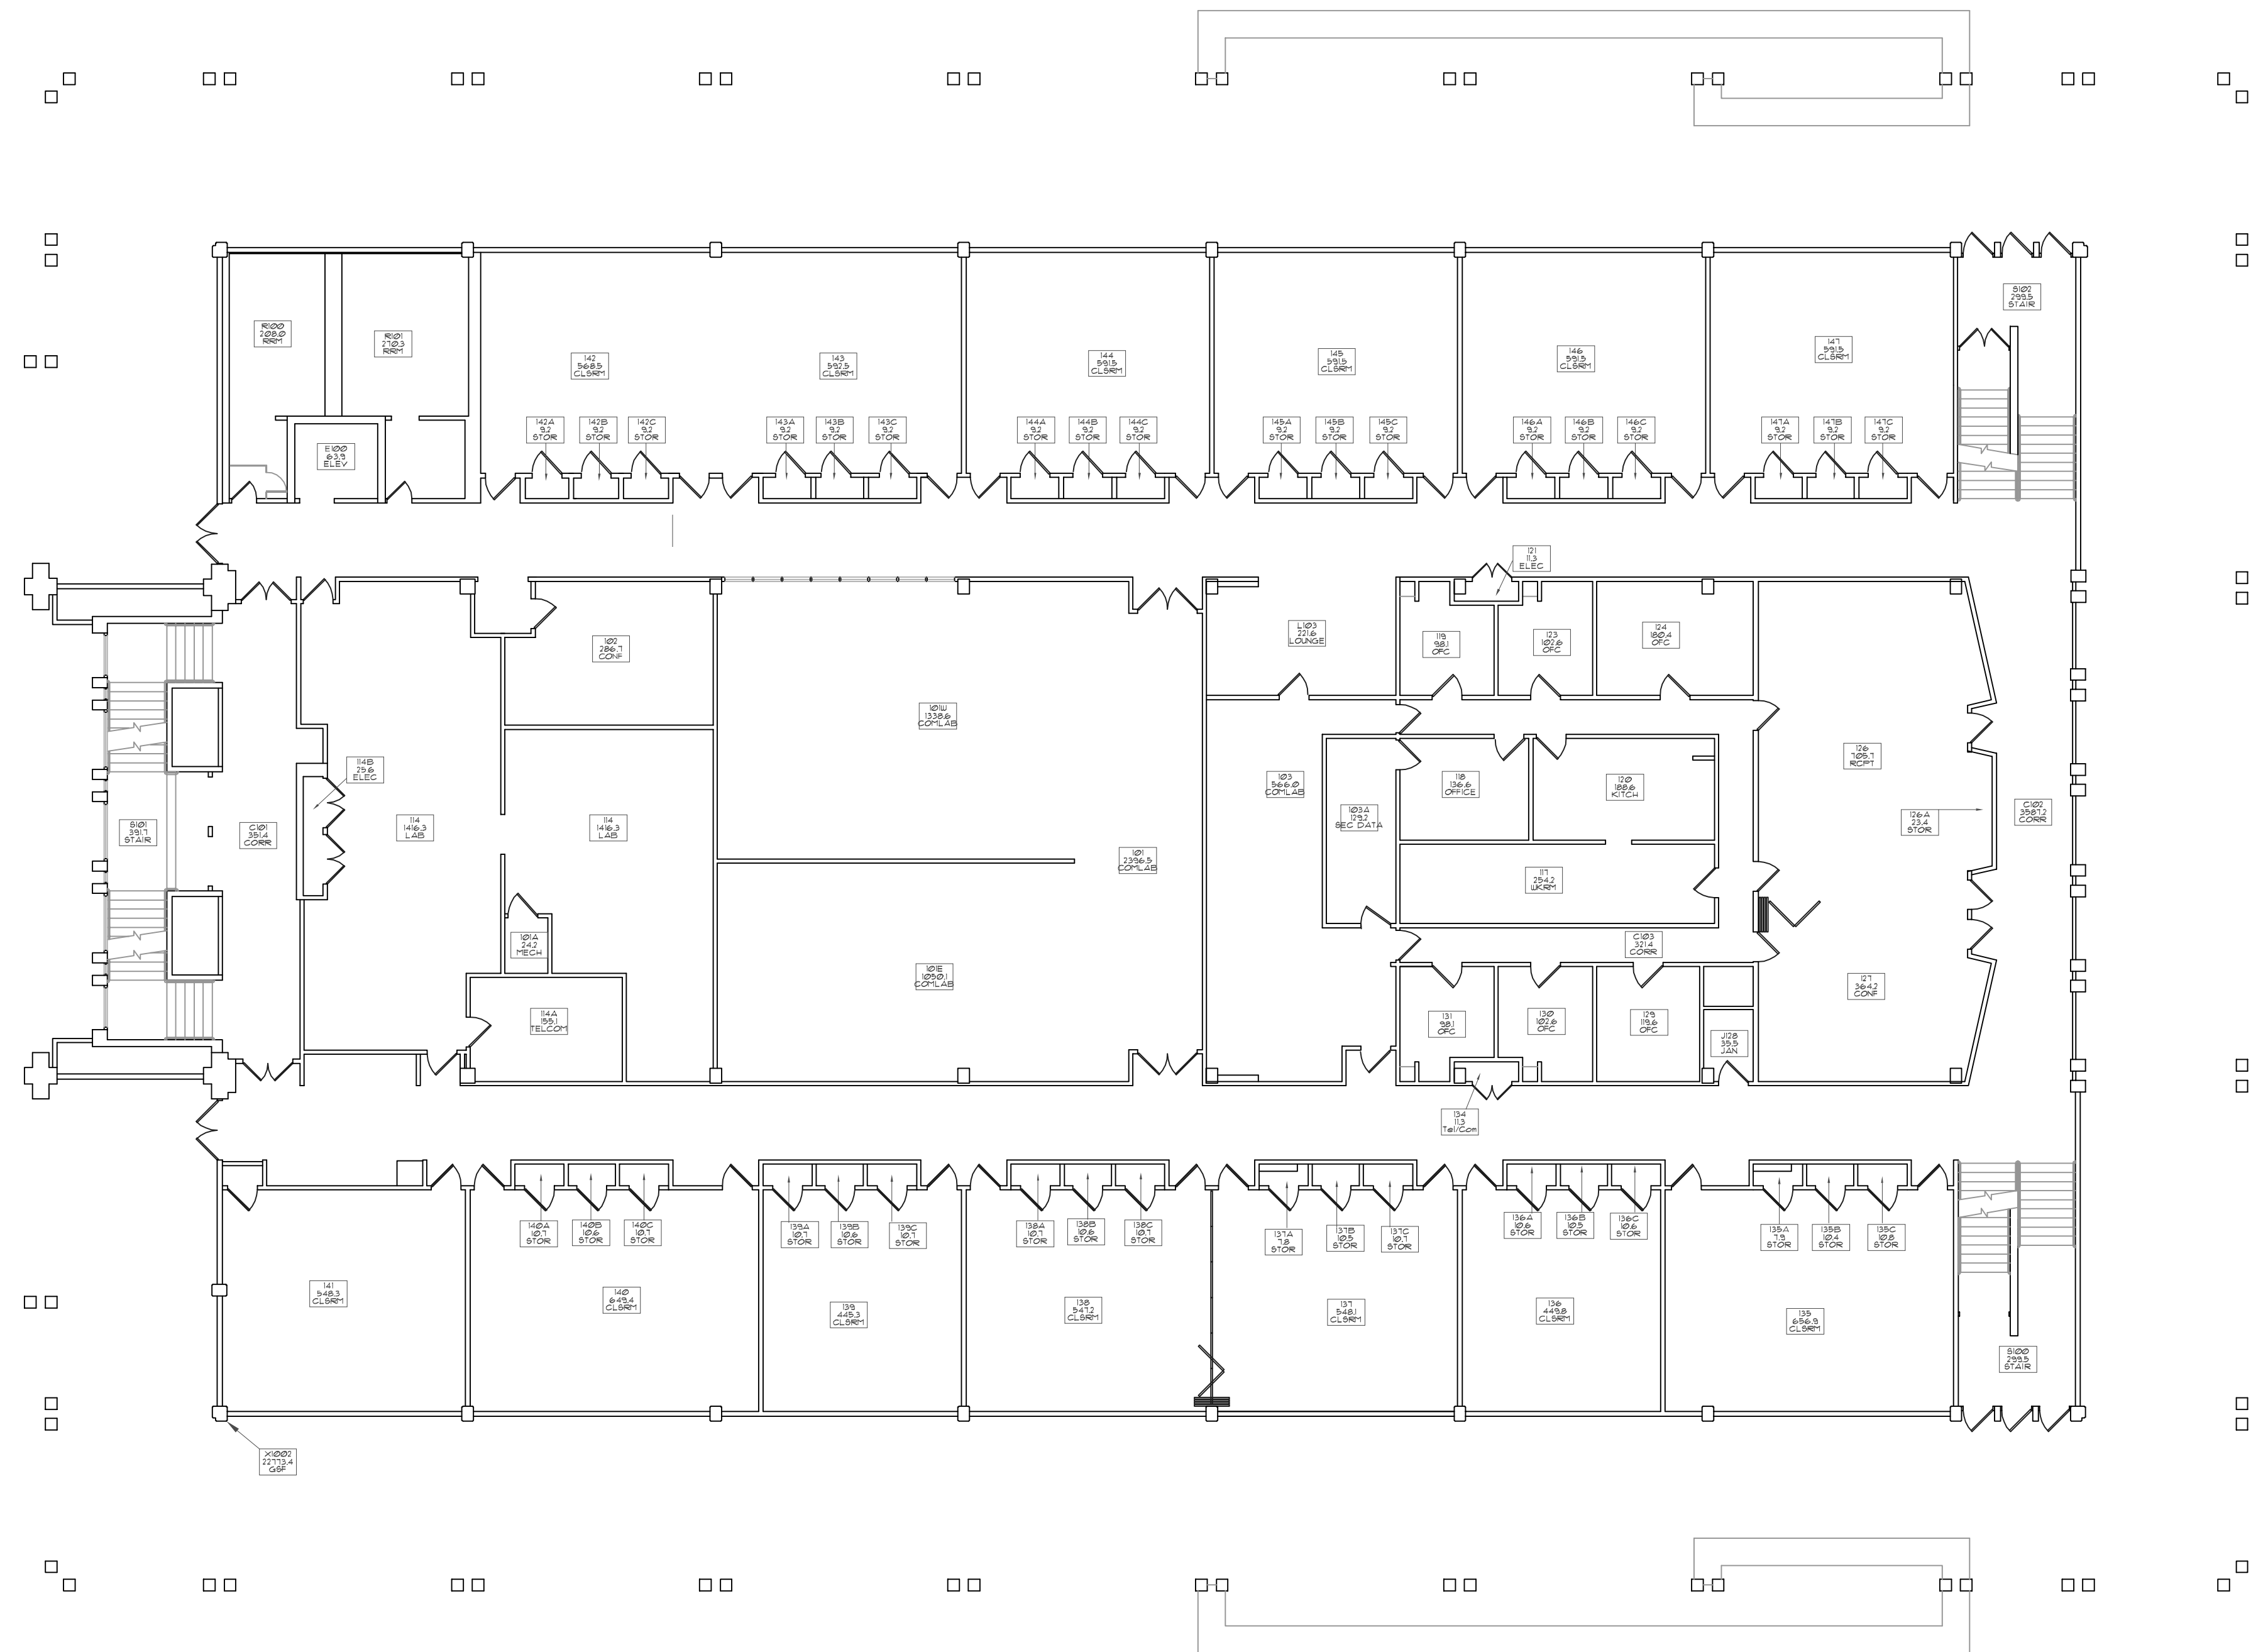 S102
299.5
STAIR
R100
208.0
RRM
R101
270.3
RRM
142
568.5
CLSRM
143
592.5
CLSRM
144
591.5
CLSRM
145
591.5
CLSRM
146
591.5
CLSRM
147
591.5
CLSRM
142A
9.2
STOR
142B
9.2
STOR
142C
9.2
STOR
143A
9.2
STOR
143B
9.2
STOR
143C
9.2
STOR
144A
9.2
STOR
144B
9.2
STOR
144C
9.2
STOR
145A
9.2
STOR
145B
9.2
STOR
145C
9.2
STOR
146A
9.2
STOR
146B
9.2
STOR
146C
9.2
STOR
147A
9.2
STOR
147B
9.2
STOR
147C
9.2
STOR
E100
63.9
ELEV
121
11.3
ELEC
102
286.7
CONF
L103
221.6
LOUNGE
119
98.1
OFC
123
102.6
OFC
124
180.4
OFC
101W
1338.6
COMLAB
126
705.7
RCPT
114B
25.6
ELEC
103
566.0
COMLAB
118
136.6
OFFICE
120
188.6
KITCH
103A
129.2
SEC DATA
126A
23.4
STOR
C102
3587.2
CORR
S101
391.7
STAIR
C101
351.4
CORR
114
1416.3
LAB
114
1416.3
LAB
101
2396.5
COMLAB
117
254.2
WKRM
101A
24.2
MECH
C103
321.4
CORR
101E
1050.1
COMLAB
127
364.2
CONF
114A
155.1
TELCOM
131
98.1
OFC
130
102.6
OFC
129
119.6
OFC
J128
35.5
JAN
134
11.3
Tel/Com
140A
10.7
STOR
140B
10.6
STOR
140C
10.7
STOR
139A
10.7
STOR
139B
10.6
STOR
139C
10.7
STOR
138A
10.7
STOR
138B
10.6
STOR
138C
10.7
STOR
137A
7.8
STOR
137B
10.5
STOR
137C
10.7
STOR
136A
10.6
STOR
136B
10.5
STOR
136C
10.6
STOR
135A
7.9
STOR
135B
10.4
STOR
135C
10.8
STOR
141
548.3
CLSRM
140
649.4
CLSRM
139
445.3
CLSRM
138
547.2
CLSRM
137
548.1
CLSRM
136
449.8
CLSRM
135
656.9
CLSRM
S100
299.5
STAIR
X1002
22773.4
GSF